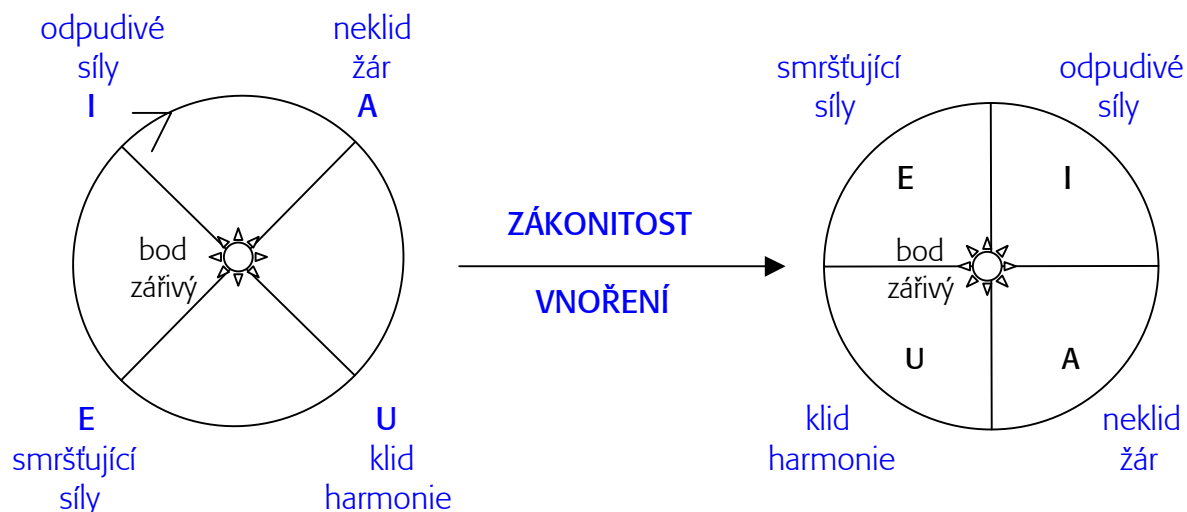 odpudivé
síly
I
neklid
žár
A
bod
zářivý
E
smršťující
síly
U
klid
harmonie
ZÁKONITOST
VNOŘENÍ
smršťující
síly
odpudivé
síly
E
I
bod
zářivý
U
A
klid
harmonie
neklid
žár